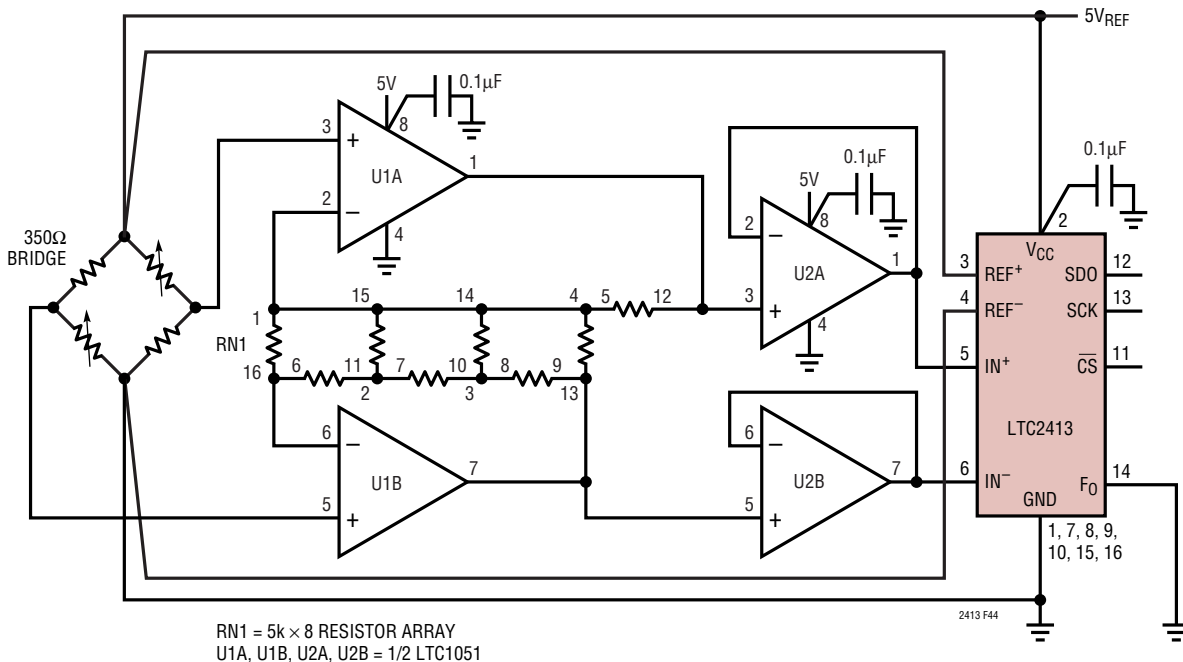 5VREF
5V
0.1µF
3
8
+
U1A
1
2
−
4
350Ω
BRIDGE
5V
0.1µF
8
2
−
U2A
1
3
+
4
0.1µF
2
VCC
3
REF+
SDO
12
4
REF−
SCK
13
5
IN+
CS
11
LTC2413
6
IN−
FO
14
GND
1, 7, 8, 9,
10, 15, 16
15
14
4
5
12
1
RN1
16
6
11
7
10
8
9
2
3
13
6
−
U1B
7
5
+
6
−
U2B
7
5
+
2413 F44
RN1 = 5k × 8 RESISTOR ARRAY
U1A, U1B, U2A, U2B = 1/2 LTC1051